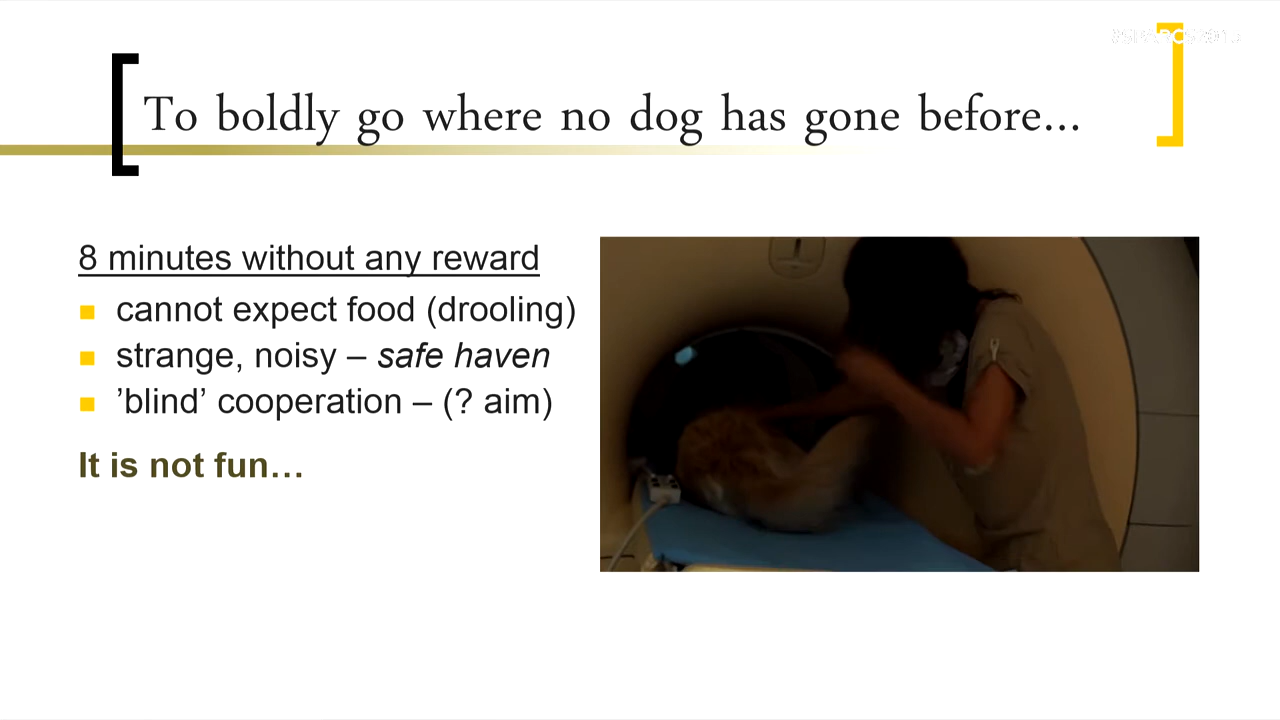 To boldly go where no dog has gone before...
8 minutes without any reward
cannot expect food (drooling)
strange, noisy – safe haven
’blind’ cooperation – (? aim)
It is not fun…